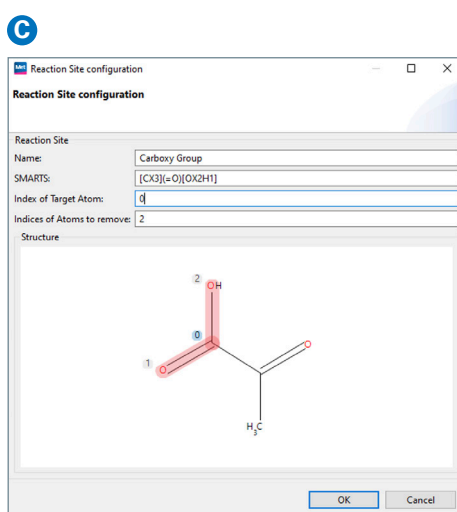 C
Met Reaction Site configuration
Reaction Site configuration
Reaction Site
Name: Carboxy Group
SMARTS: [CX3](=O)[OX2H1]
Index of Target Atom: 0
Indices of Atoms to remove: 2
Structure
2 OH
0 O
1 O
H3C
OK Cancel